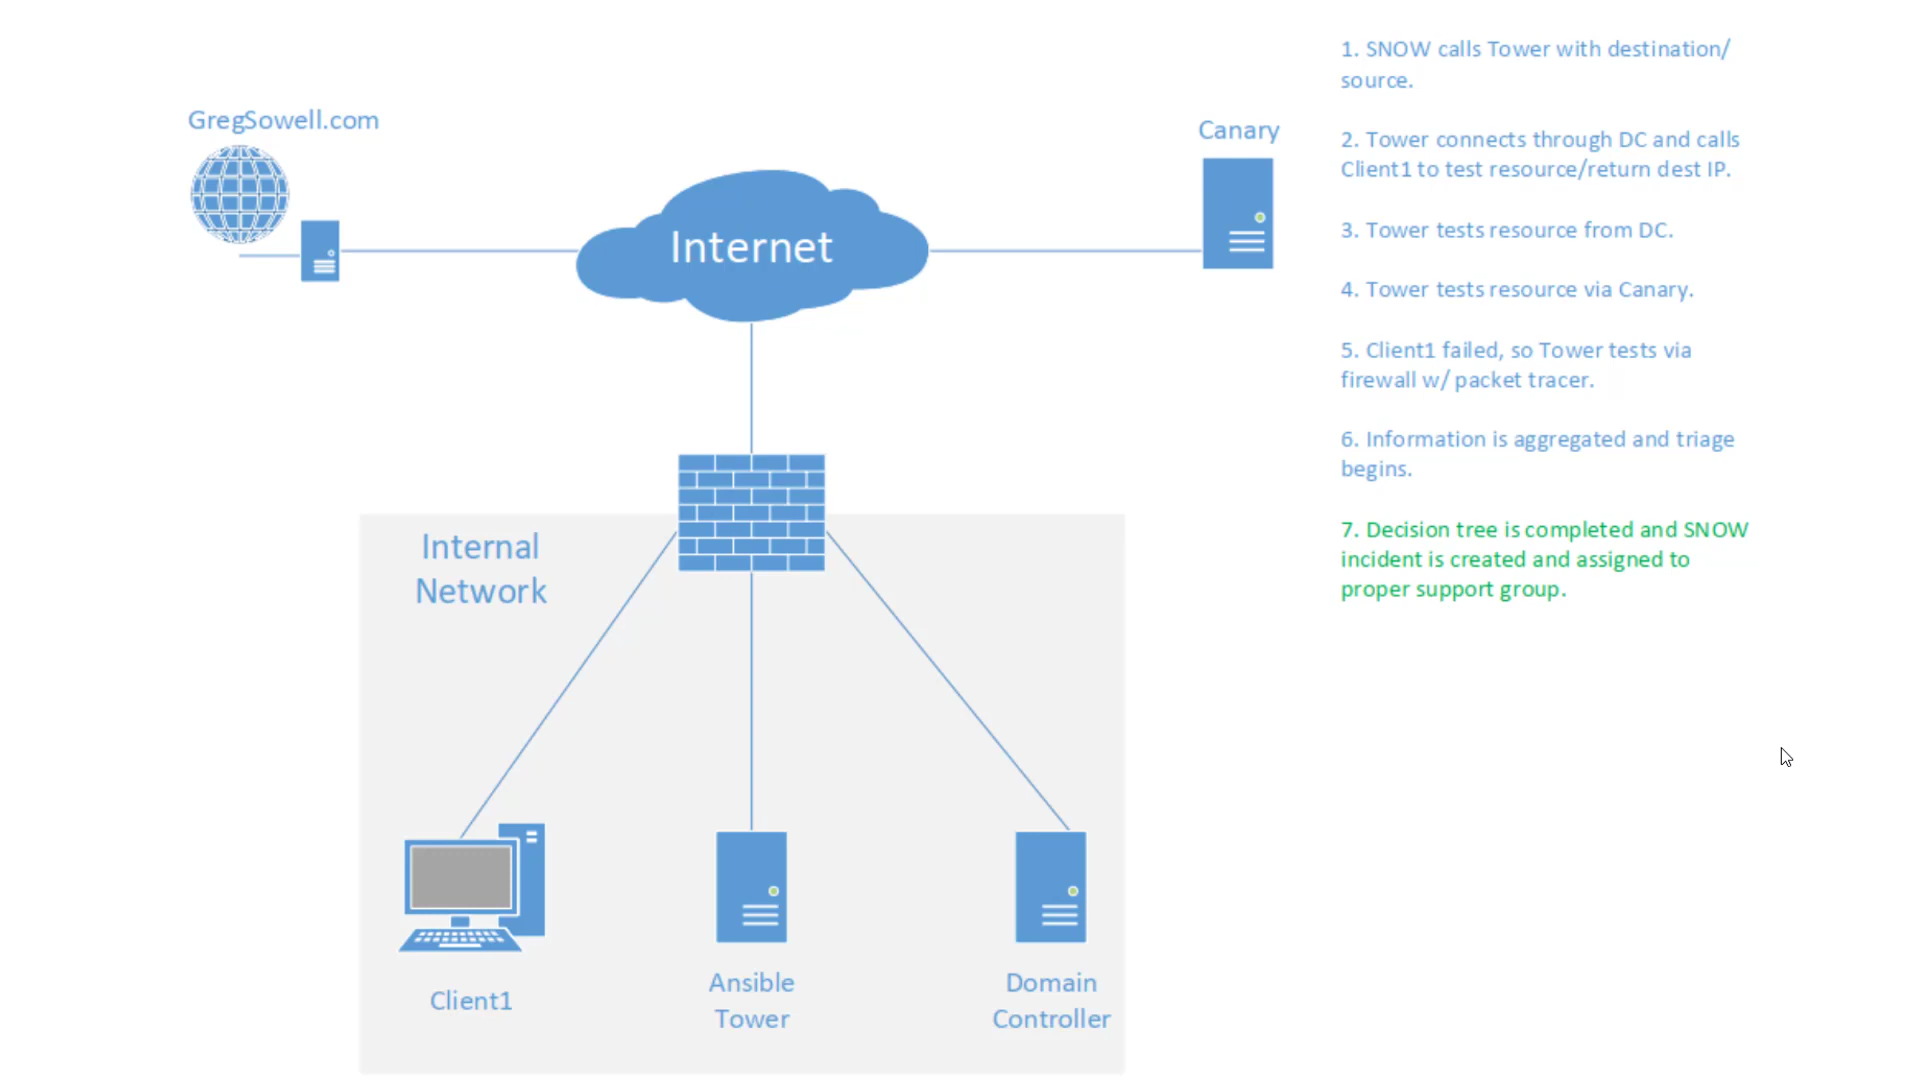 GregSowell.com
Internet
Canary
Internal
Network
Client1
Ansible
Tower
Domain
Controller
1. SNOW calls Tower with destination/
source.
2. Tower connects through DC and calls
Client1 to test resource/return dest IP.
3. Tower tests resource from DC.
4. Tower tests resource via Canary.
5. Client1 failed, so Tower tests via
firewall w/ packet tracer.
6. Information is aggregated and triage
begins.
7. Decision tree is completed and SNOW
incident is created and assigned to
proper support group.